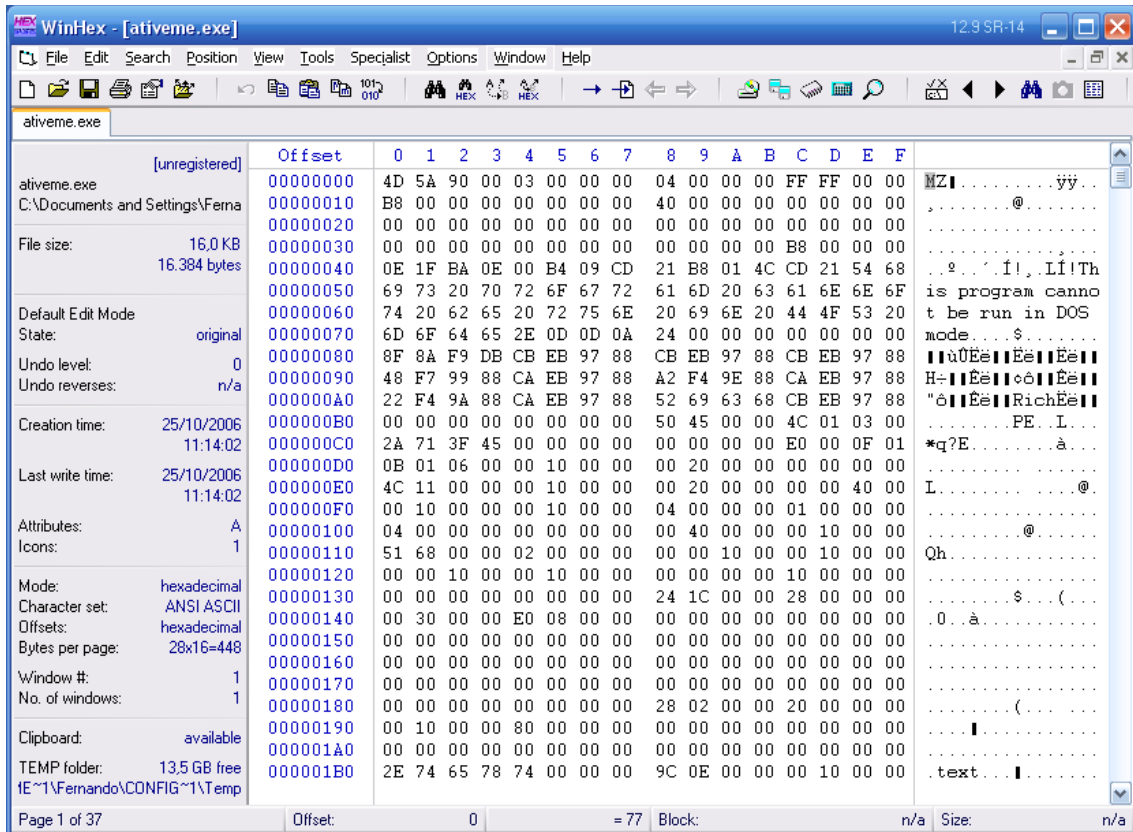 WinHex - [ativeme.exe] 12.9 SR-14
File Edit Search Position View Tools Specialist Options Window Help
ativeme.exe
[unregistered]
ativeme.exe
C:\Documents and Settings\Ferna
File size: 16,0 KB
16.384 bytes
Default Edit Mode
State: original
Undo level: 0
Undo reverses: n/a
Creation time: 25/10/2006
11:14:02
Last write time: 25/10/2006
11:14:02
Attributes: A
Icons: 1
Mode: hexadecimal
Character set: ANSI ASCII
Offsets: hexadecimal
Bytes per page: 28x16=448
Window #: 1
No. of windows: 1
Clipboard: available
TEMP folder: 13,5 GB free
IE~1\Fernando\CONFIG~1\Temp
Offset 0 1 2 3 4 5 6 7 8 9 A B C D E F
00000000 4D 5A 90 00 03 00 00 00 04 00 00 00 FF FF 00 00 MZ.........ÿÿ..
00000010 B8 00 00 00 00 00 00 00 40 00 00 00 00 00 00 00 ¸.......@.......
00000020 00 00 00 00 00 00 00 00 00 00 00 00 00 00 00 00 ................
00000030 00 00 00 00 00 00 00 00 00 00 00 00 B8 00 00 00 ............¸...
00000040 0E 1F BA 0E 00 B4 09 CD 21 B8 01 4C CD 21 54 68 ..º..´.Í!¸.LÍ!Th
00000050 69 73 20 70 72 6F 67 72 61 6D 20 63 61 6E 6E 6F is program canno
00000060 74 20 62 65 20 72 75 6E 20 69 6E 20 44 4F 53 20 t be run in DOS
00000070 6D 6F 64 65 2E 0D 0D 0A 24 00 00 00 00 00 00 00 mode....$.......
00000080 8F 8A F9 DB CB EB 97 88 CB EB 97 88 CB EB 97 88 ùÛËëËëËë
00000090 48 F7 99 88 CA EB 97 88 A2 F4 9E 88 CA EB 97 88 H÷Êë¢ôÊë
000000A0 22 F4 9A 88 CA EB 97 88 52 69 63 68 CB EB 97 88 "ôÊëRichËë
000000B0 00 00 00 00 00 00 00 00 50 45 00 00 4C 01 03 00 ........PE..L...
000000C0 2A 71 3F 45 00 00 00 00 00 00 00 00 E0 00 0F 01 *q?E........à...
000000D0 0B 01 06 00 00 10 00 00 00 20 00 00 00 00 00 00 ......... ......
000000E0 4C 11 00 00 00 10 00 00 00 20 00 00 00 00 40 00 L........ ....@.
000000F0 00 10 00 00 00 10 00 00 04 00 00 00 01 00 00 00 ................
00000100 04 00 00 00 00 00 00 00 00 40 00 00 00 10 00 00 .........@......
00000110 51 68 00 00 02 00 00 00 00 00 10 00 00 10 00 00 Qh..............
00000120 00 00 10 00 00 10 00 00 00 00 00 00 10 00 00 00 ................
00000130 00 00 00 00 00 00 00 00 24 1C 00 00 28 00 00 00 ........$...(...
00000140 00 30 00 00 E0 08 00 00 00 00 00 00 00 00 00 00 .0..à...........
00000150 00 00 00 00 00 00 00 00 00 00 00 00 00 00 00 00 ................
00000160 00 00 00 00 00 00 00 00 00 00 00 00 00 00 00 00 ................
00000170 00 00 00 00 00 00 00 00 00 00 00 00 00 00 00 00 ................
00000180 00 00 00 00 00 00 00 00 28 02 00 00 20 00 00 00 ........(... ...
00000190 00 10 00 00 80 00 00 00 00 00 00 00 00 00 00 00 ...............
000001A0 00 00 00 00 00 00 00 00 00 00 00 00 00 00 00 00 ................
000001B0 2E 74 65 78 74 00 00 00 9C 0E 00 00 00 10 00 00 .text..........
Page 1 of 37 Offset: 0 = 77 Block: n/a Size: n/a